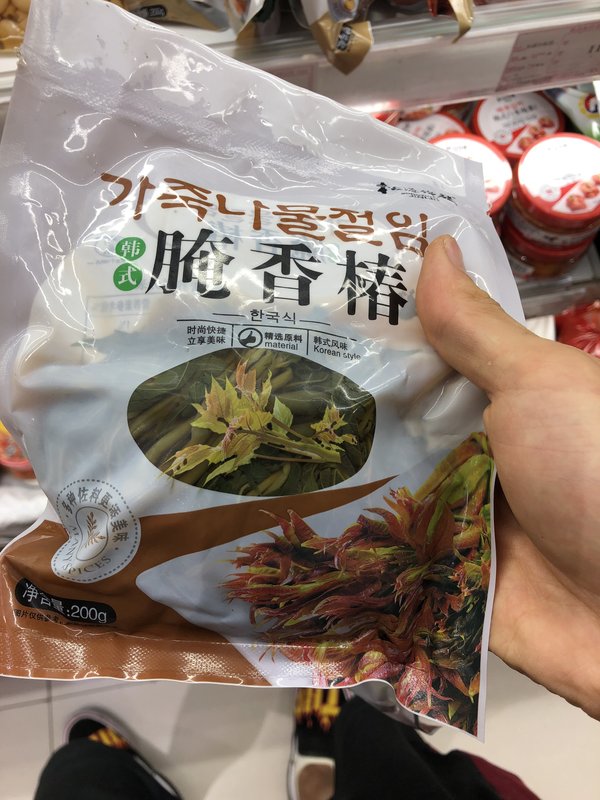 가죽나물절임
韩式
腌香椿
한국식
时尚快捷
立享美味
精选原料
material
韩式风味
Korean style
净含量:200g